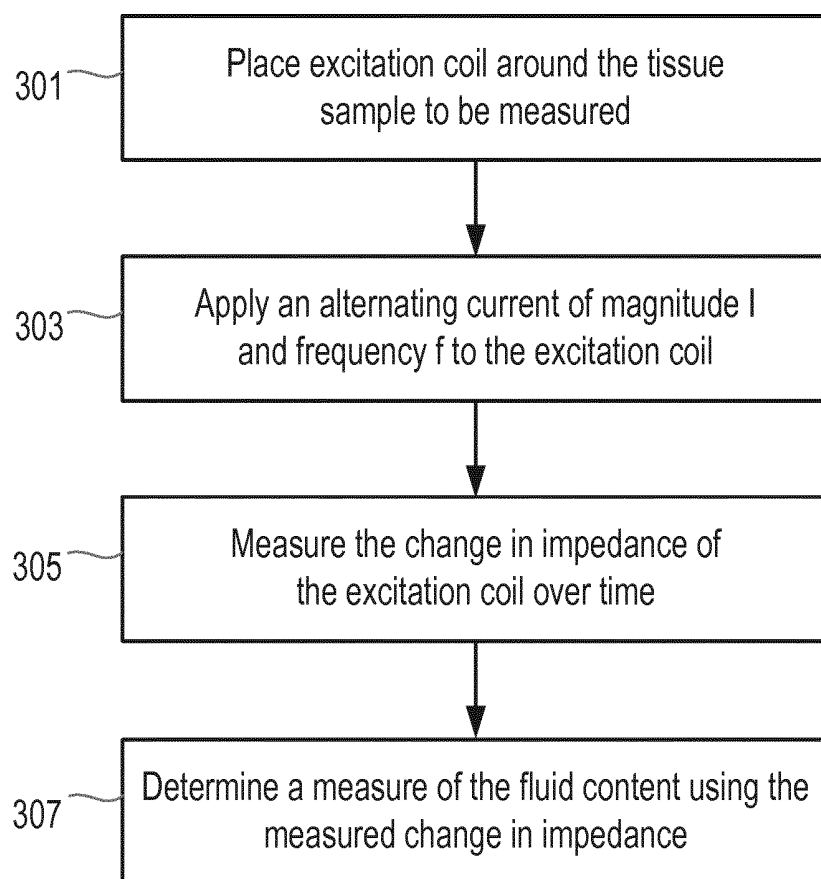 301
Place excitation coil around the tissue
sample to be measured
303
Apply an alternating current of magnitude I
and frequency f to the excitation coil
305
Measure the change in impedance of
the excitation coil over time
307
Determine a measure of the fluid content using the
measured change in impedance